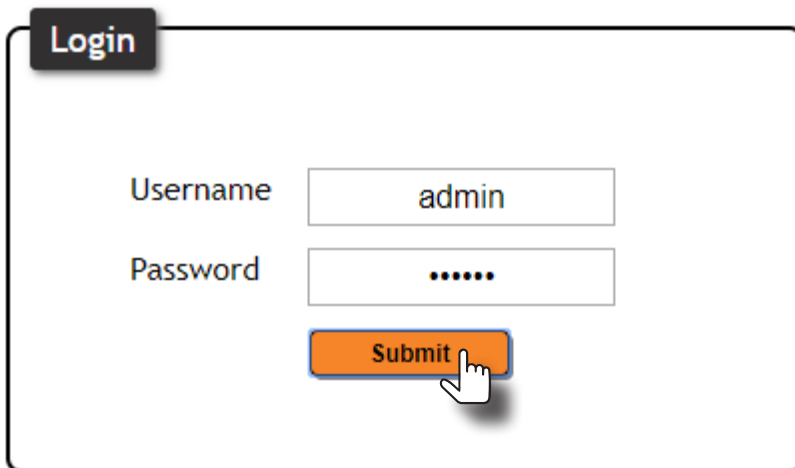 Login
Username
admin
Password
••••••
Submit